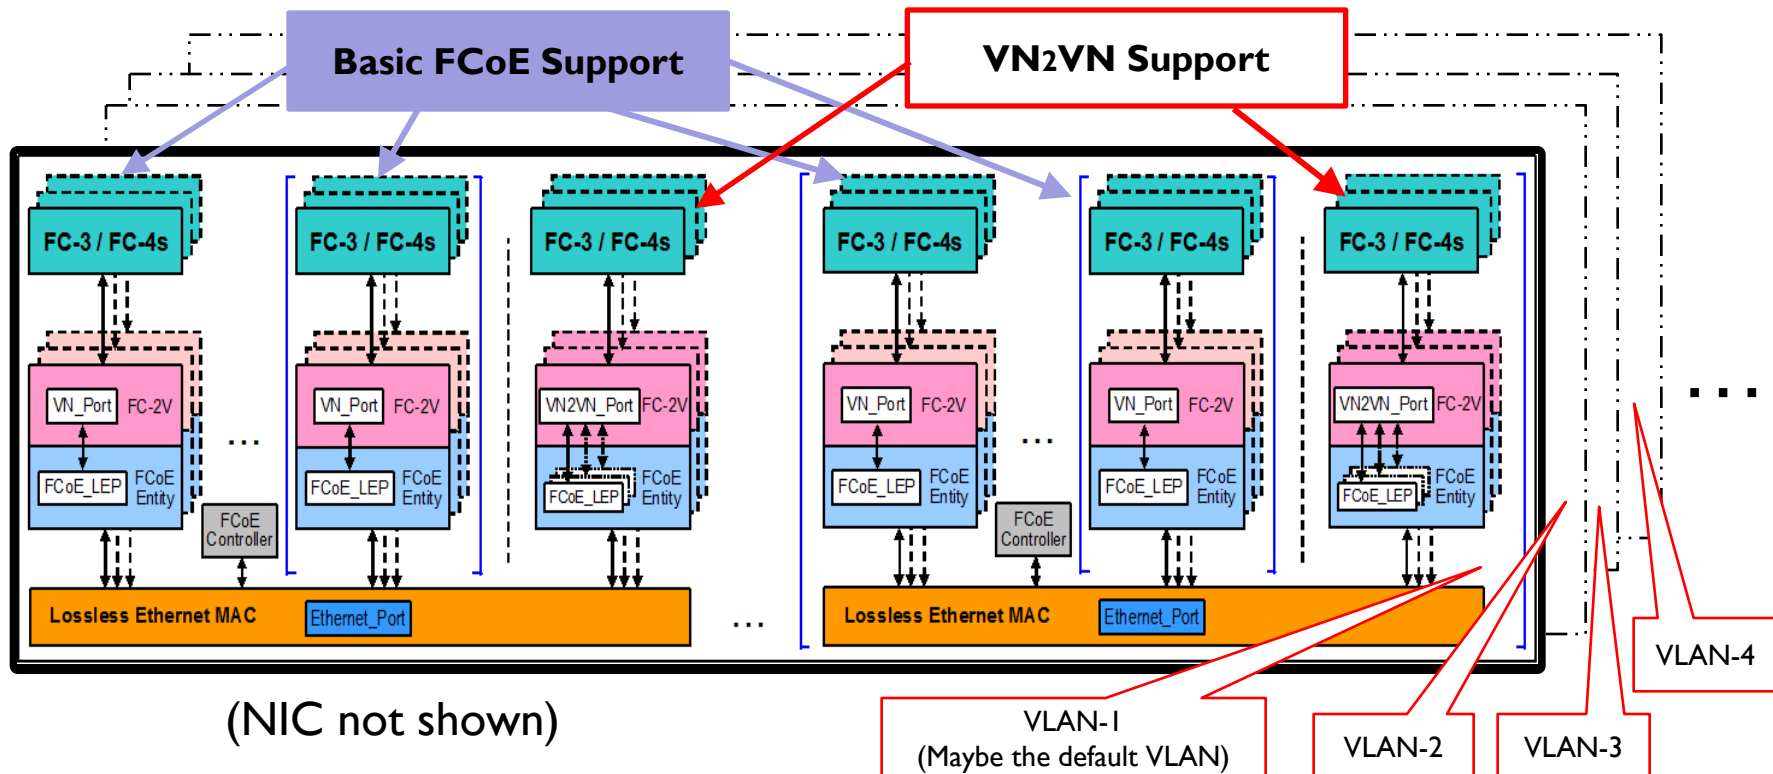 Basic FCoE Support
VN2VN Support
FC-3 / FC-4s
FC-3 / FC-4s
FC-3 / FC-4s
FC-3 / FC-4s
FC-3 / FC-4s
FC-3 / FC-4s
VN_Port
FC-2V
VN_Port
FC-2V
VN2VN_Port
FC-2V
VN_Port
FC-2V
VN_Port
FC-2V
VN2VN_Port
FC-2V
...
...
...
FCoE_LEP
FCoE
Entity
FCoE_LEP
FCoE
Entity
FCoE_LEP
FCoE
Entity
FCoE_LEP
FCoE
Entity
FCoE_LEP
FCoE
Entity
FCoE_LEP
FCoE
Entity
FCoE
Controller
FCoE
Controller
Lossless Ethernet MAC
Ethernet_Port
...
Lossless Ethernet MAC
Ethernet_Port
(NIC not shown)
VLAN-1
(Maybe the default VLAN)
VLAN-2
VLAN-3
VLAN-4